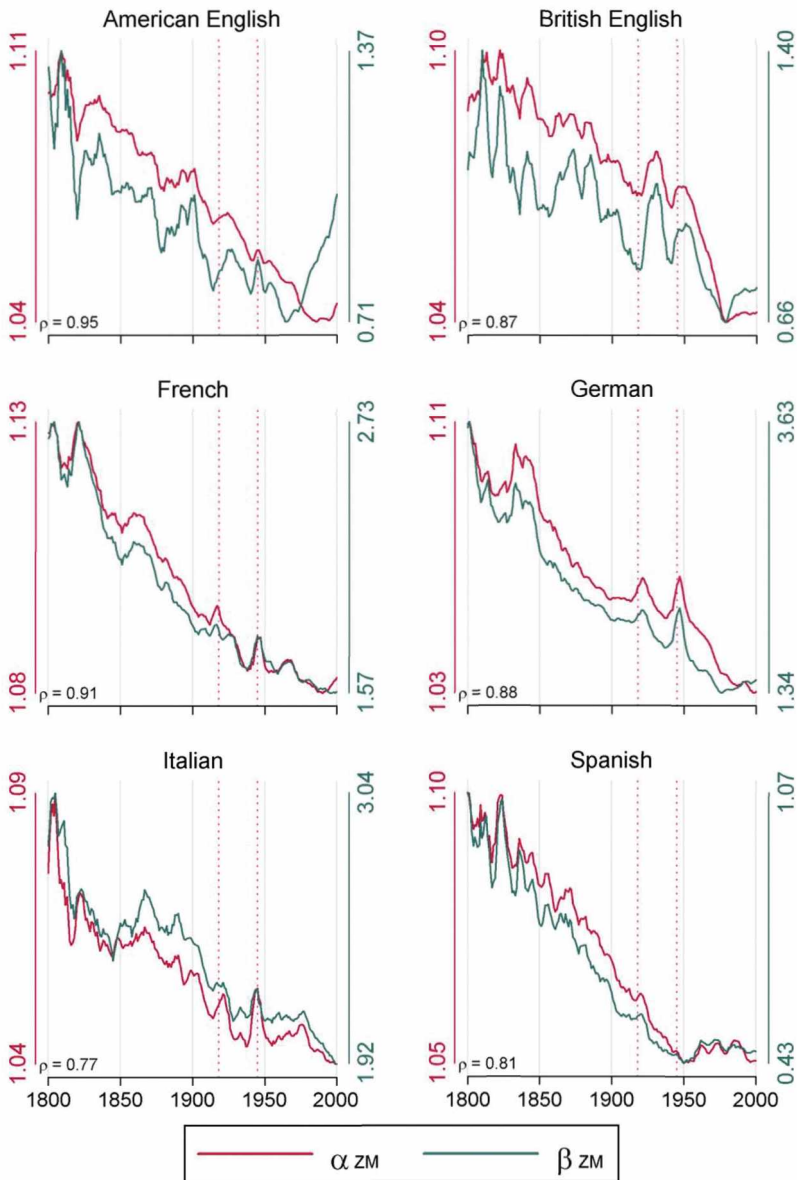 American English
British English
1.11
1.37
1.10
1.40
1.04
0.71
1.04
0.66
ρ = 0.95
ρ = 0.87
French
German
1.13
2.73
1.11
3.63
1.08
1.57
1.03
1.34
ρ = 0.91
ρ = 0.88
Italian
Spanish
1.09
3.04
1.10
1.07
1.04
1.92
1.05
0.43
ρ = 0.77
ρ = 0.81
1800 1850 1900 1950 2000
1800 1850 1900 1950 2000
α ZM β ZM